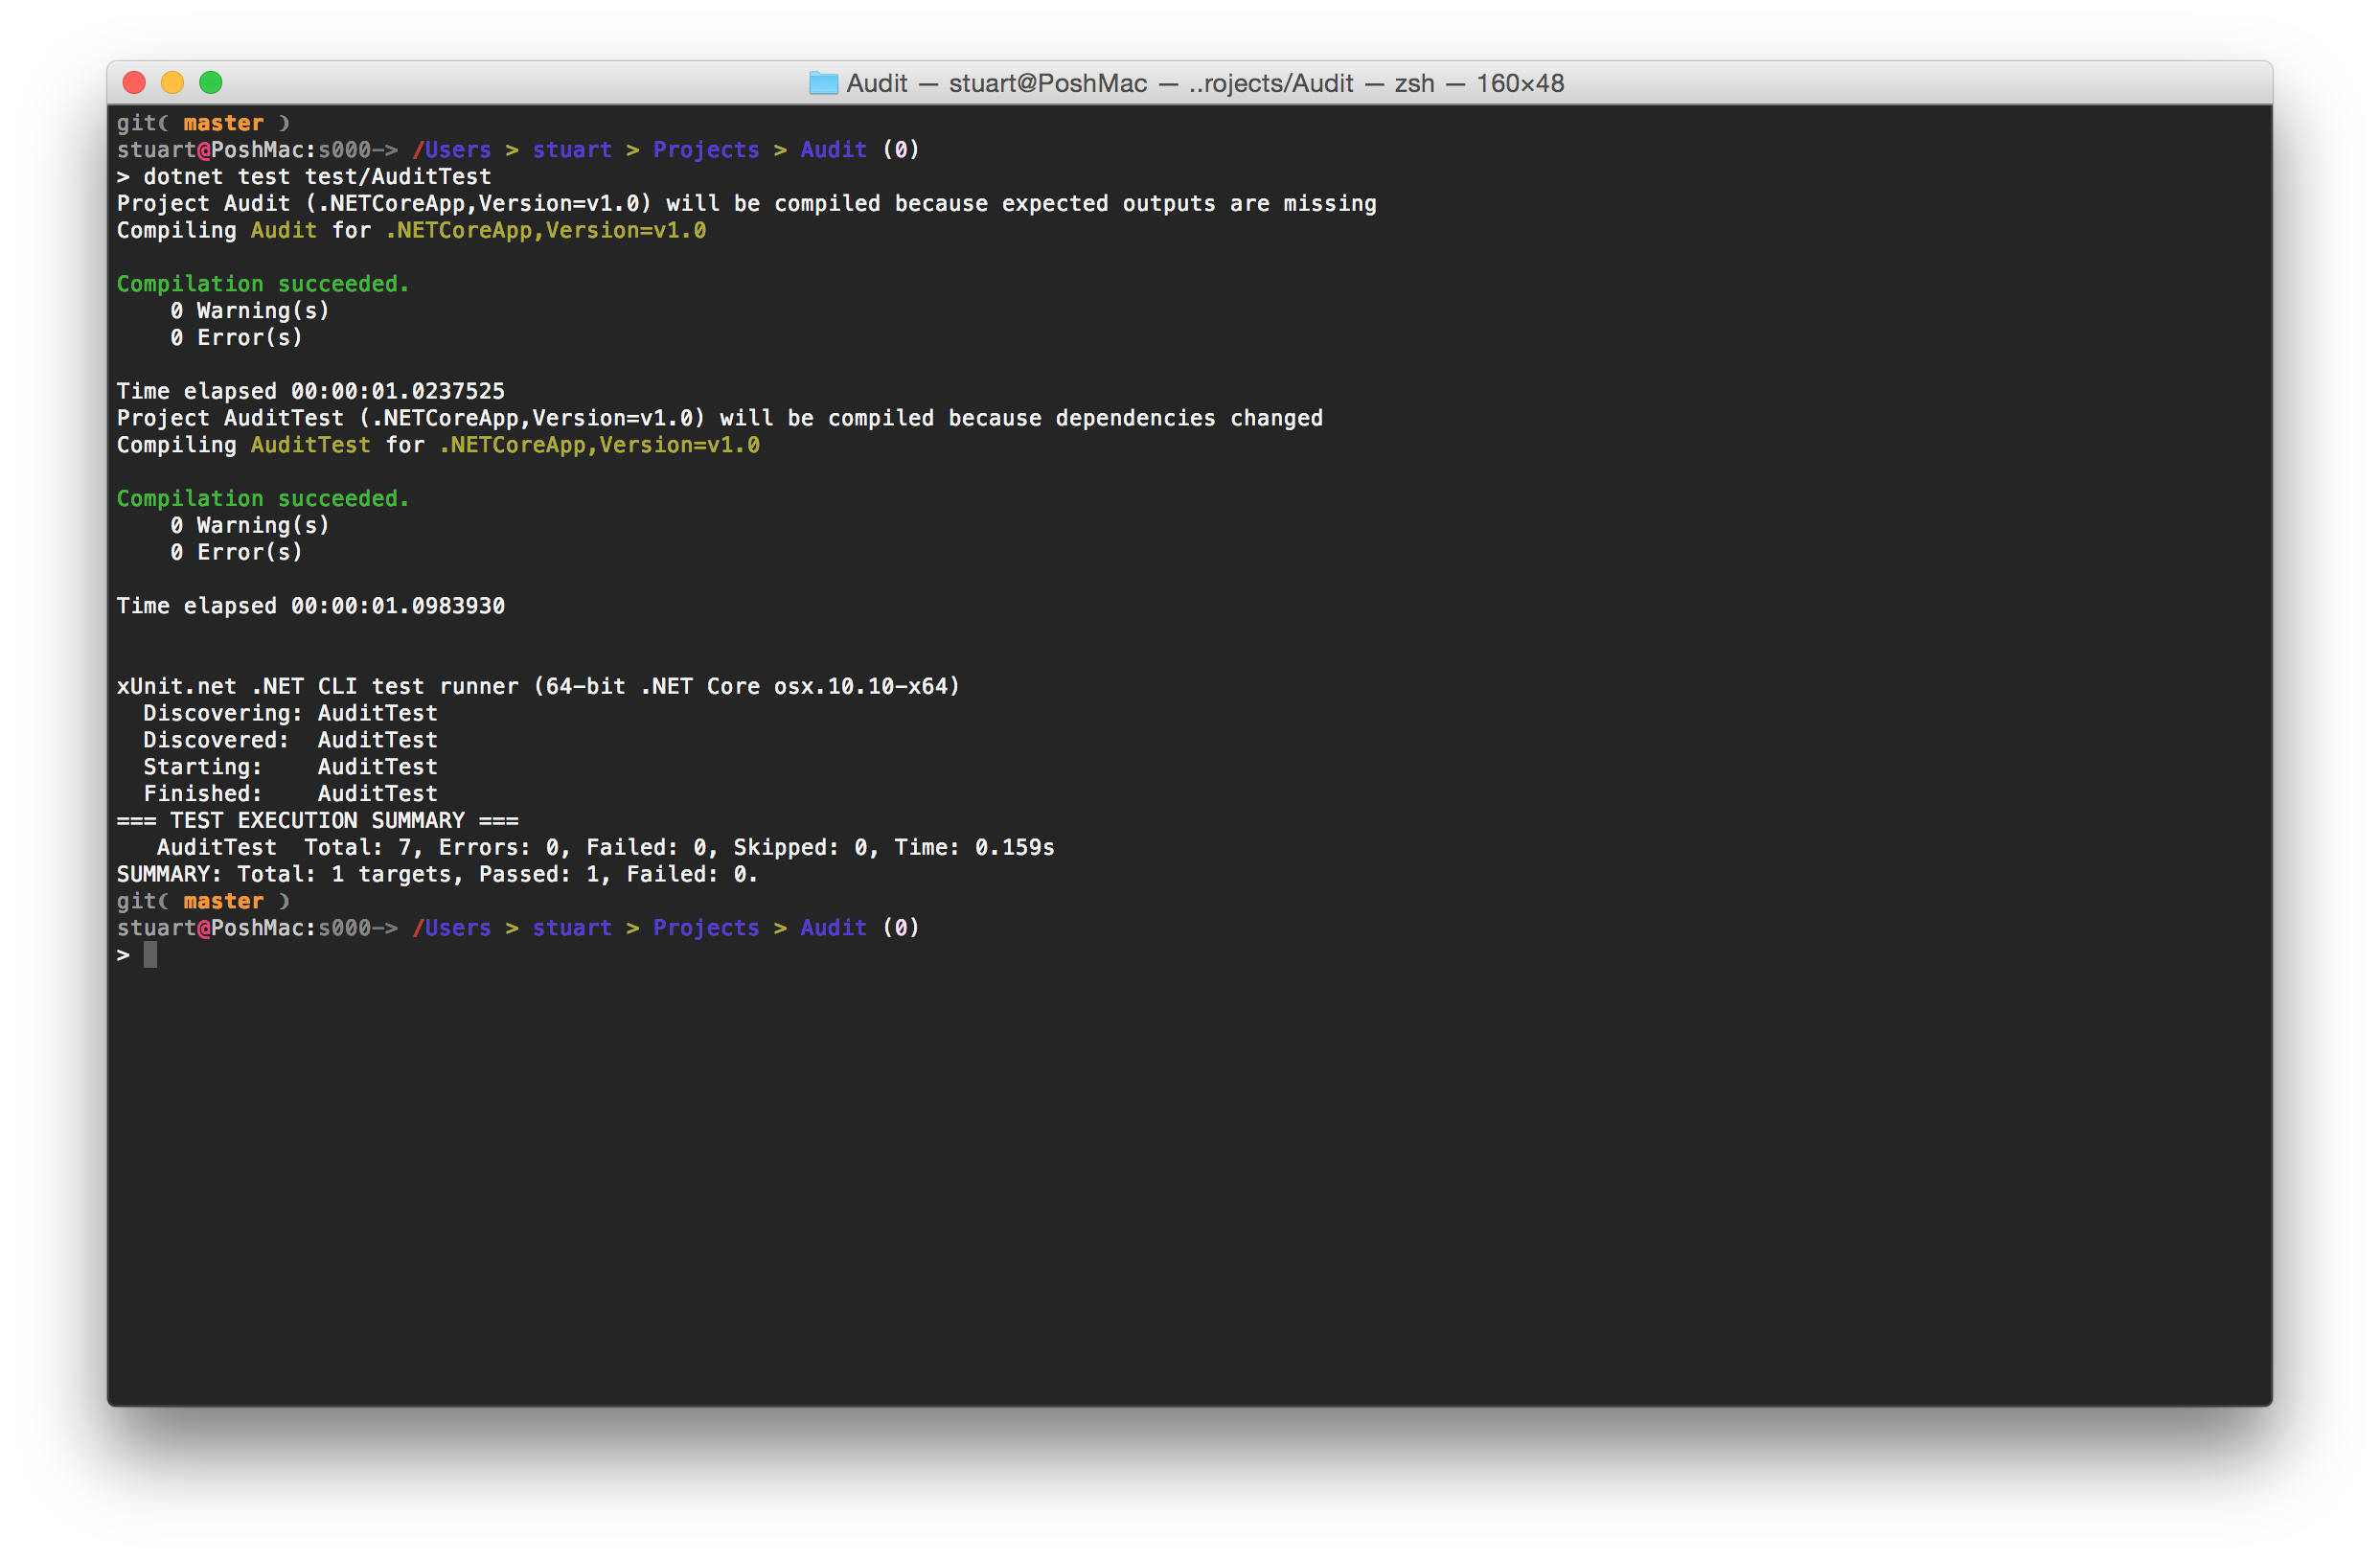 Audit — stuart@PoshMac — ..rojects/Audit — zsh — 160×48
git( master )
stuart@PoshMac:s000-> /Users > stuart > Projects > Audit (0)
> dotnet test test/AuditTest
Project Audit (.NETCoreApp,Version=v1.0) will be compiled because expected outputs are missing
Compiling Audit for .NETCoreApp,Version=v1.0
Compilation succeeded.
    0 Warning(s)
    0 Error(s)
Time elapsed 00:00:01.0237525
Project AuditTest (.NETCoreApp,Version=v1.0) will be compiled because dependencies changed
Compiling AuditTest for .NETCoreApp,Version=v1.0
Compilation succeeded.
    0 Warning(s)
    0 Error(s)
Time elapsed 00:00:01.0983930
xUnit.net .NET CLI test runner (64-bit .NET Core osx.10.10-x64)
  Discovering: AuditTest
  Discovered:  AuditTest
  Starting:    AuditTest
  Finished:    AuditTest
=== TEST EXECUTION SUMMARY ===
   AuditTest  Total: 7, Errors: 0, Failed: 0, Skipped: 0, Time: 0.159s
SUMMARY: Total: 1 targets, Passed: 1, Failed: 0.
git( master )
stuart@PoshMac:s000-> /Users > stuart > Projects > Audit (0)
>